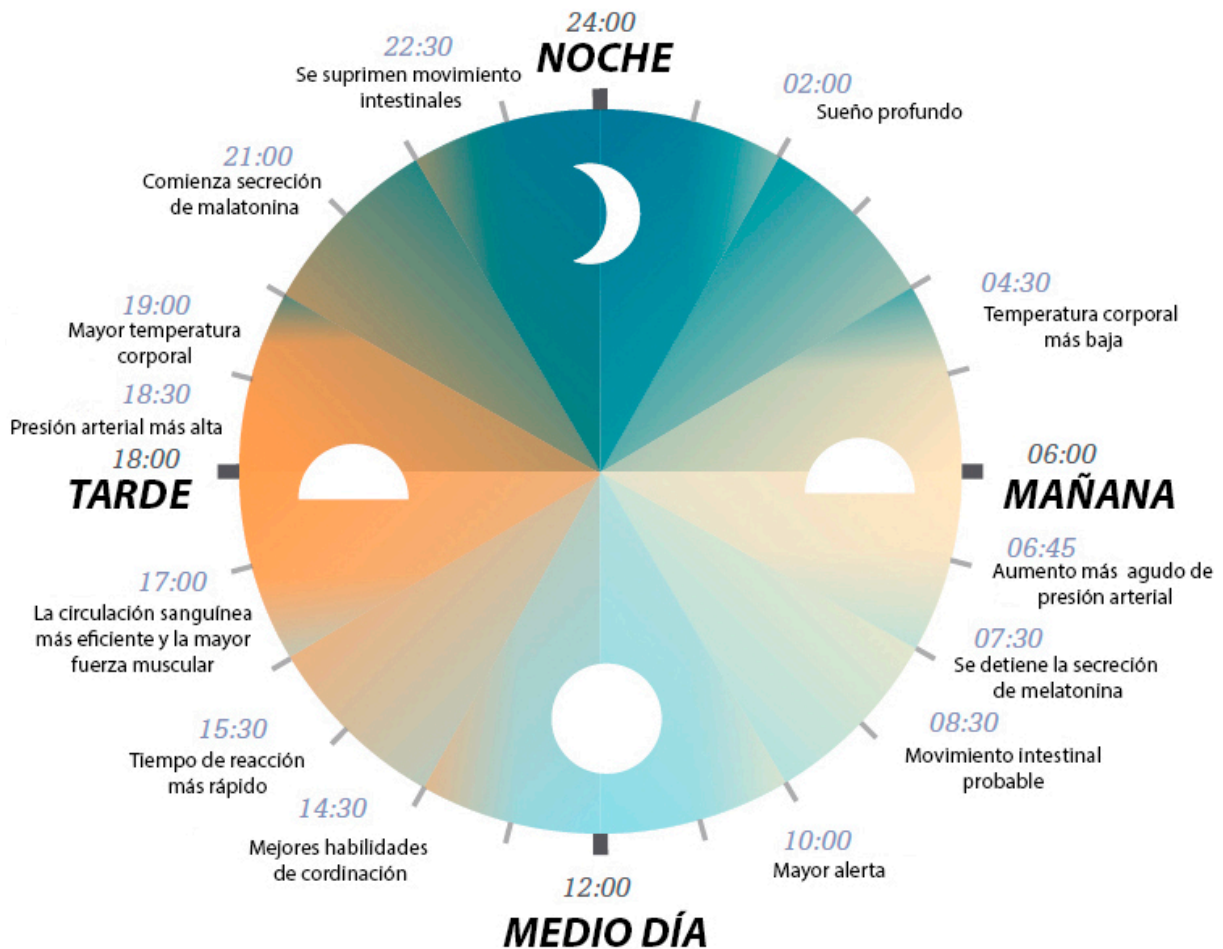 24:00
NOCHE
02:00
Sueño profundo
04:30
Temperatura corporal
más baja
06:00
MAÑANA
06:45
Aumento más agudo de
presión arterial
07:30
Se detiene la secreción
de melatonina
08:30
Movimiento intestinal
probable
10:00
Mayor alerta
12:00
MEDIO DÍA
14:30
Mejores habilidades
de cordinación
15:30
Tiempo de reacción
más rápido
17:00
La circulación sanguínea
más eficiente y la mayor
fuerza muscular
18:00
TARDE
18:30
Presión arterial más alta
19:00
Mayor temperatura
corporal
21:00
Comienza secreción
de malatonina
22:30
Se suprimen movimiento
intestinales